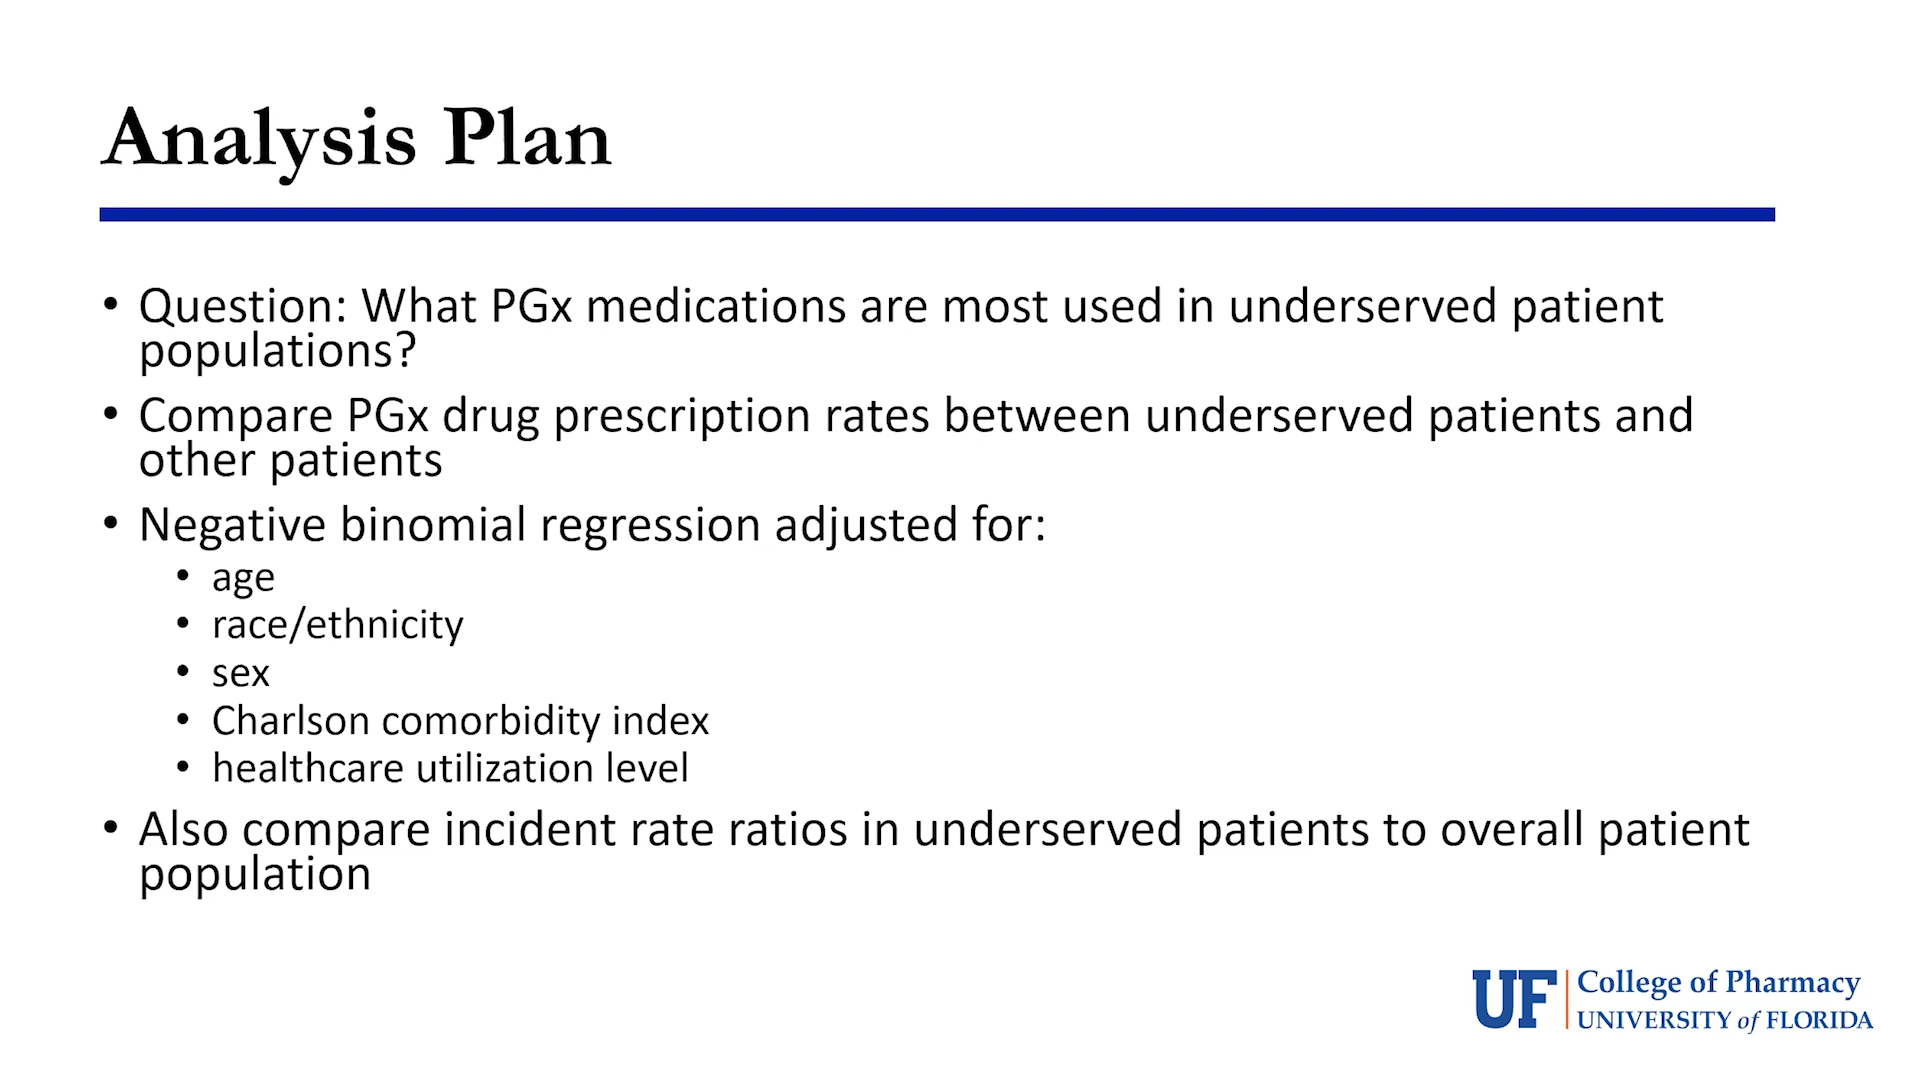 Analysis Plan
• Question: What PGx medications are most used in underserved patient
populations?
• Compare PGx drug prescription rates between underserved patients and
other patients
• Negative binomial regression adjusted for:
• age
• race/ethnicity
• sex
• Charlson comorbidity index
• healthcare utilization level
• Also compare incident rate ratios in underserved patients to overall patient
population
UF College of Pharmacy
UNIVERSITY of FLORIDA